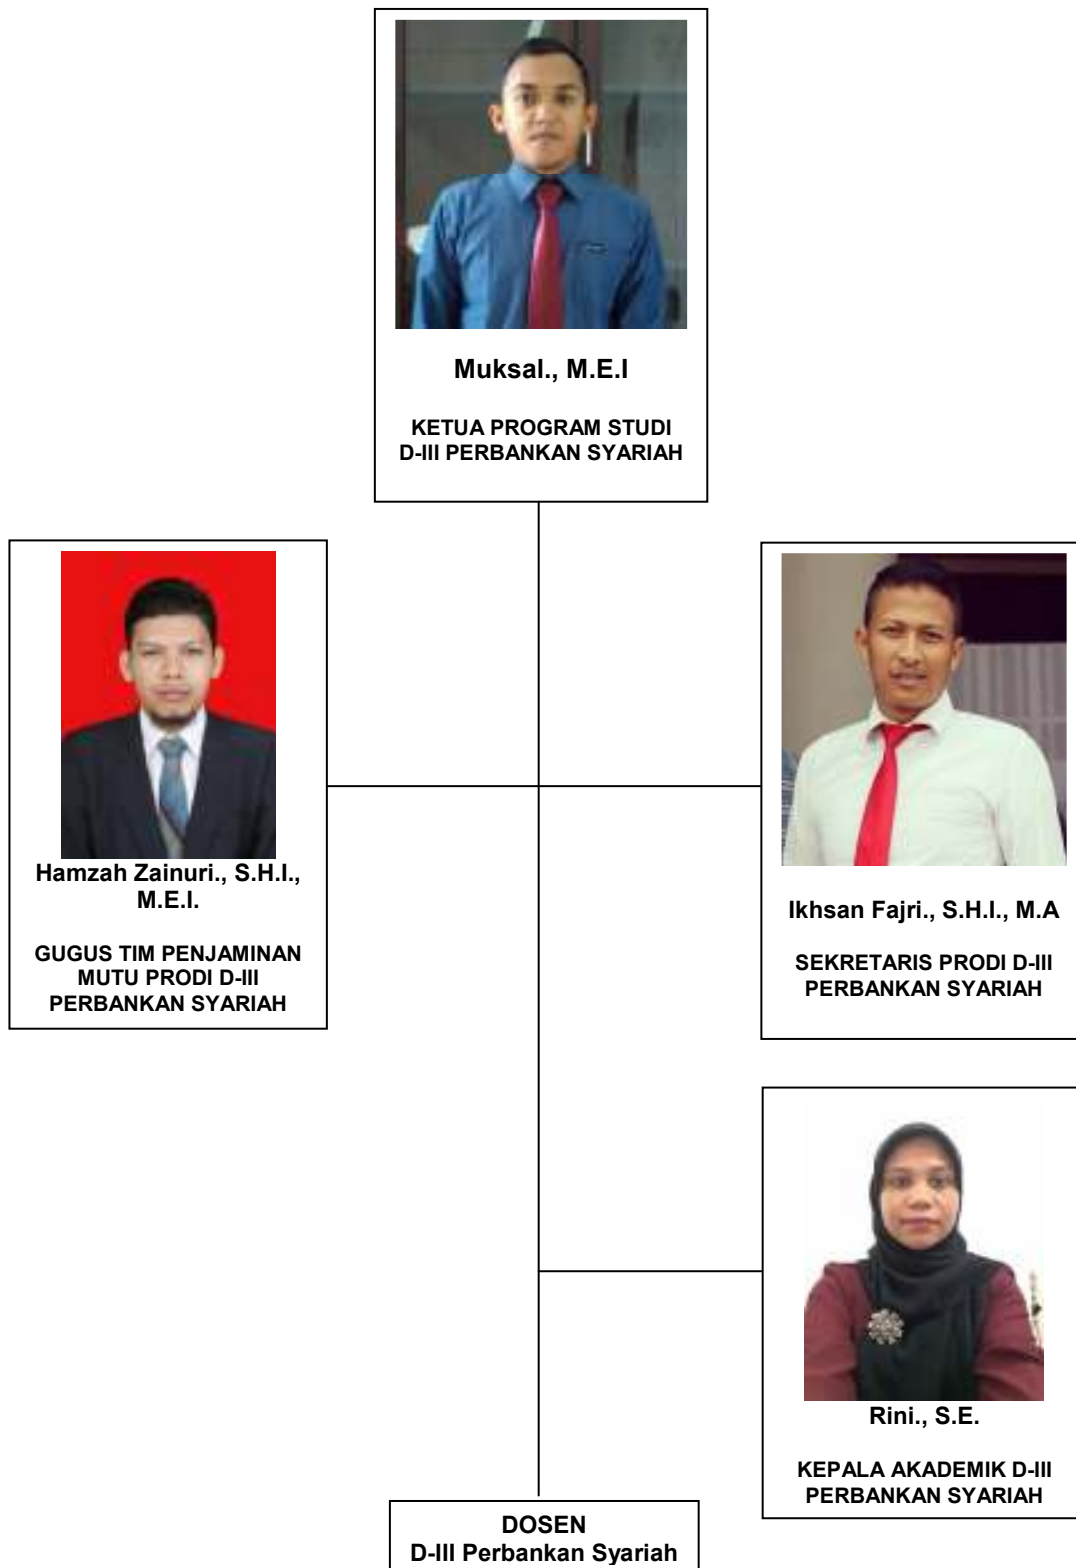 Muksal., M.E.I
KETUA PROGRAM STUDI
D-III PERBANKAN SYARIAH
Hamzah Zainuri., S.H.I.,
M.E.I.
GUGUS TIM PENJAMINAN
MUTU PRODI D-III
PERBANKAN SYARIAH
Ikhsan Fajri., S.H.I., M.A
SEKRETARIS PRODI D-III
PERBANKAN SYARIAH
Rini., S.E.
KEPALA AKADEMIK D-III
PERBANKAN SYARIAH
DOSEN
D-III Perbankan Syariah